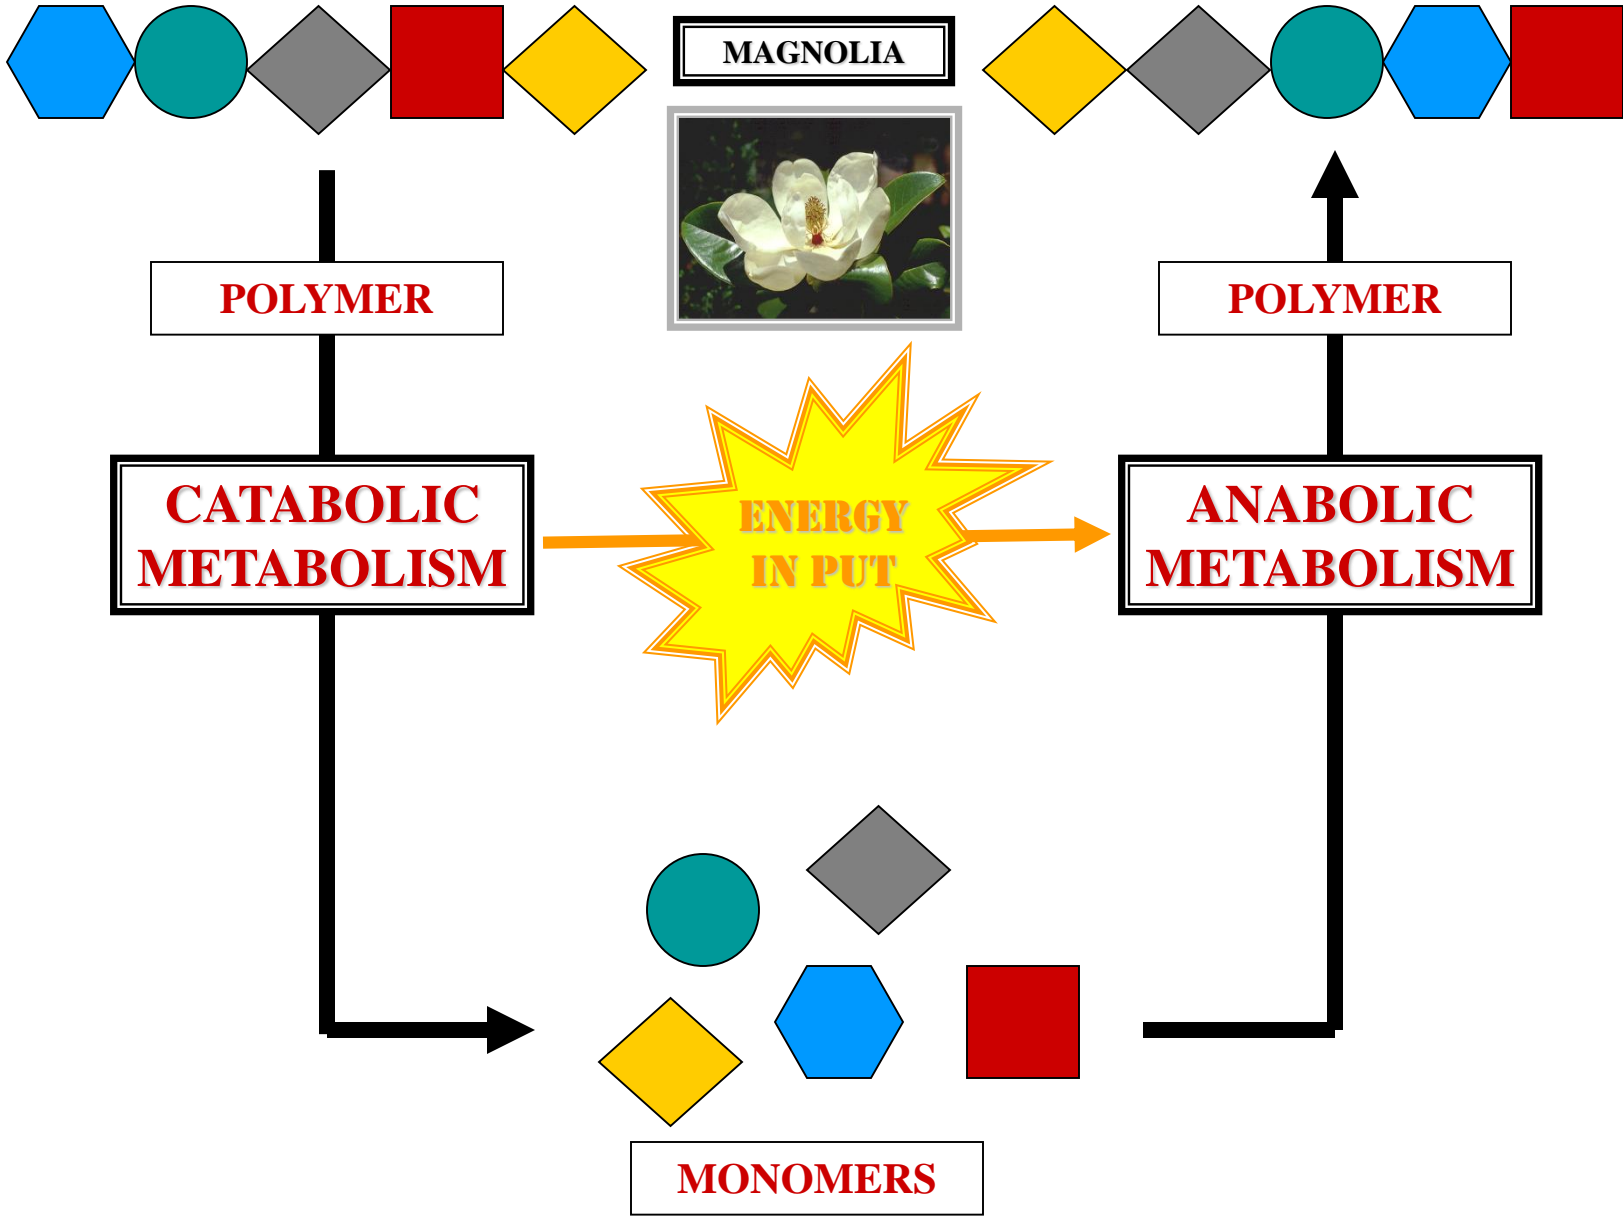 MAGNOLIA
POLYMER
POLYMER
CATABOLIC
METABOLISM
ENERGY
IN PUT
ANABOLIC
METABOLISM
MONOMERS